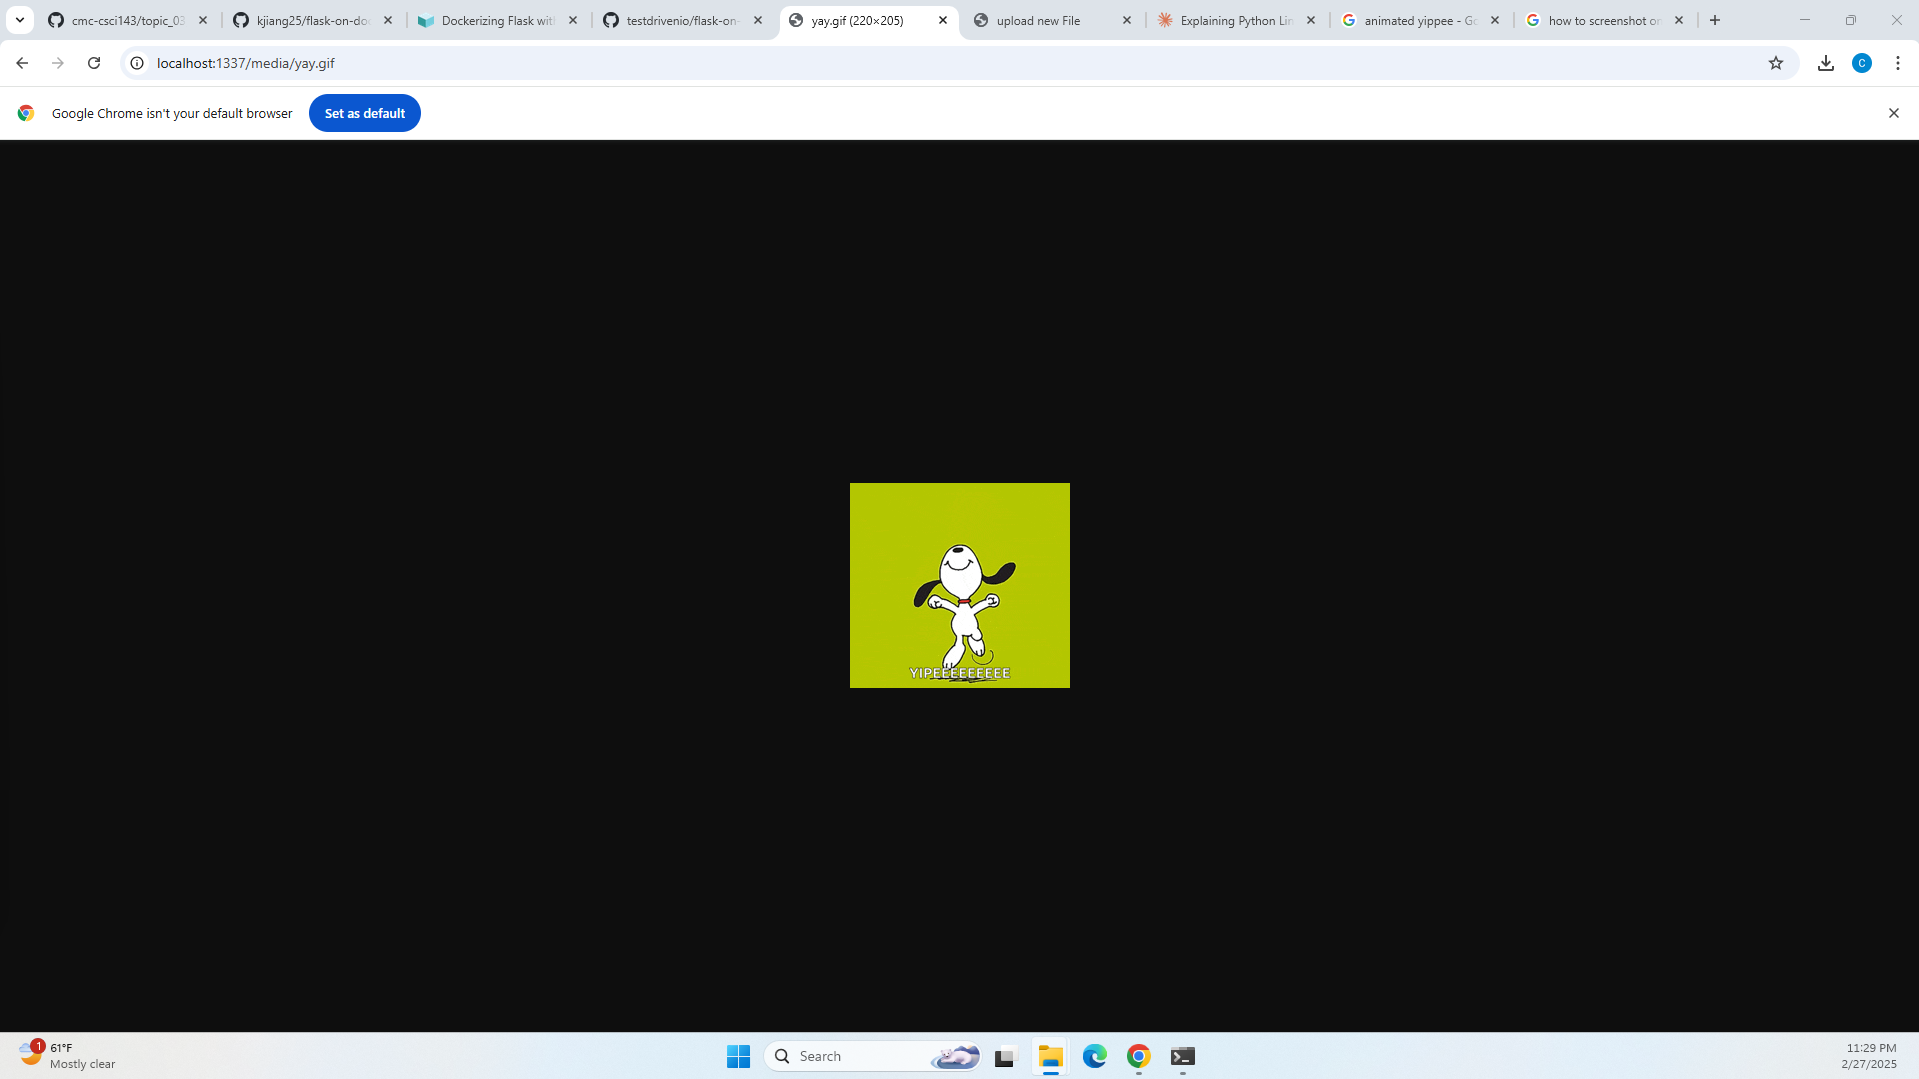 cmc-csci143/topic_03
kjiang25/flask-on-doc
Dockerizing Flask with
testdrivenio/flask-on-
yay.gif (220×205)
upload new File
Explaining Python Lin
animated yippee - Go
how to screenshot on
localhost:1337/media/yay.gif
C
Google Chrome isn't your default browser
Set as default
YIPEEEEEEEEE
1
61°F
Mostly clear
Search
11:29 PM
2/27/2025